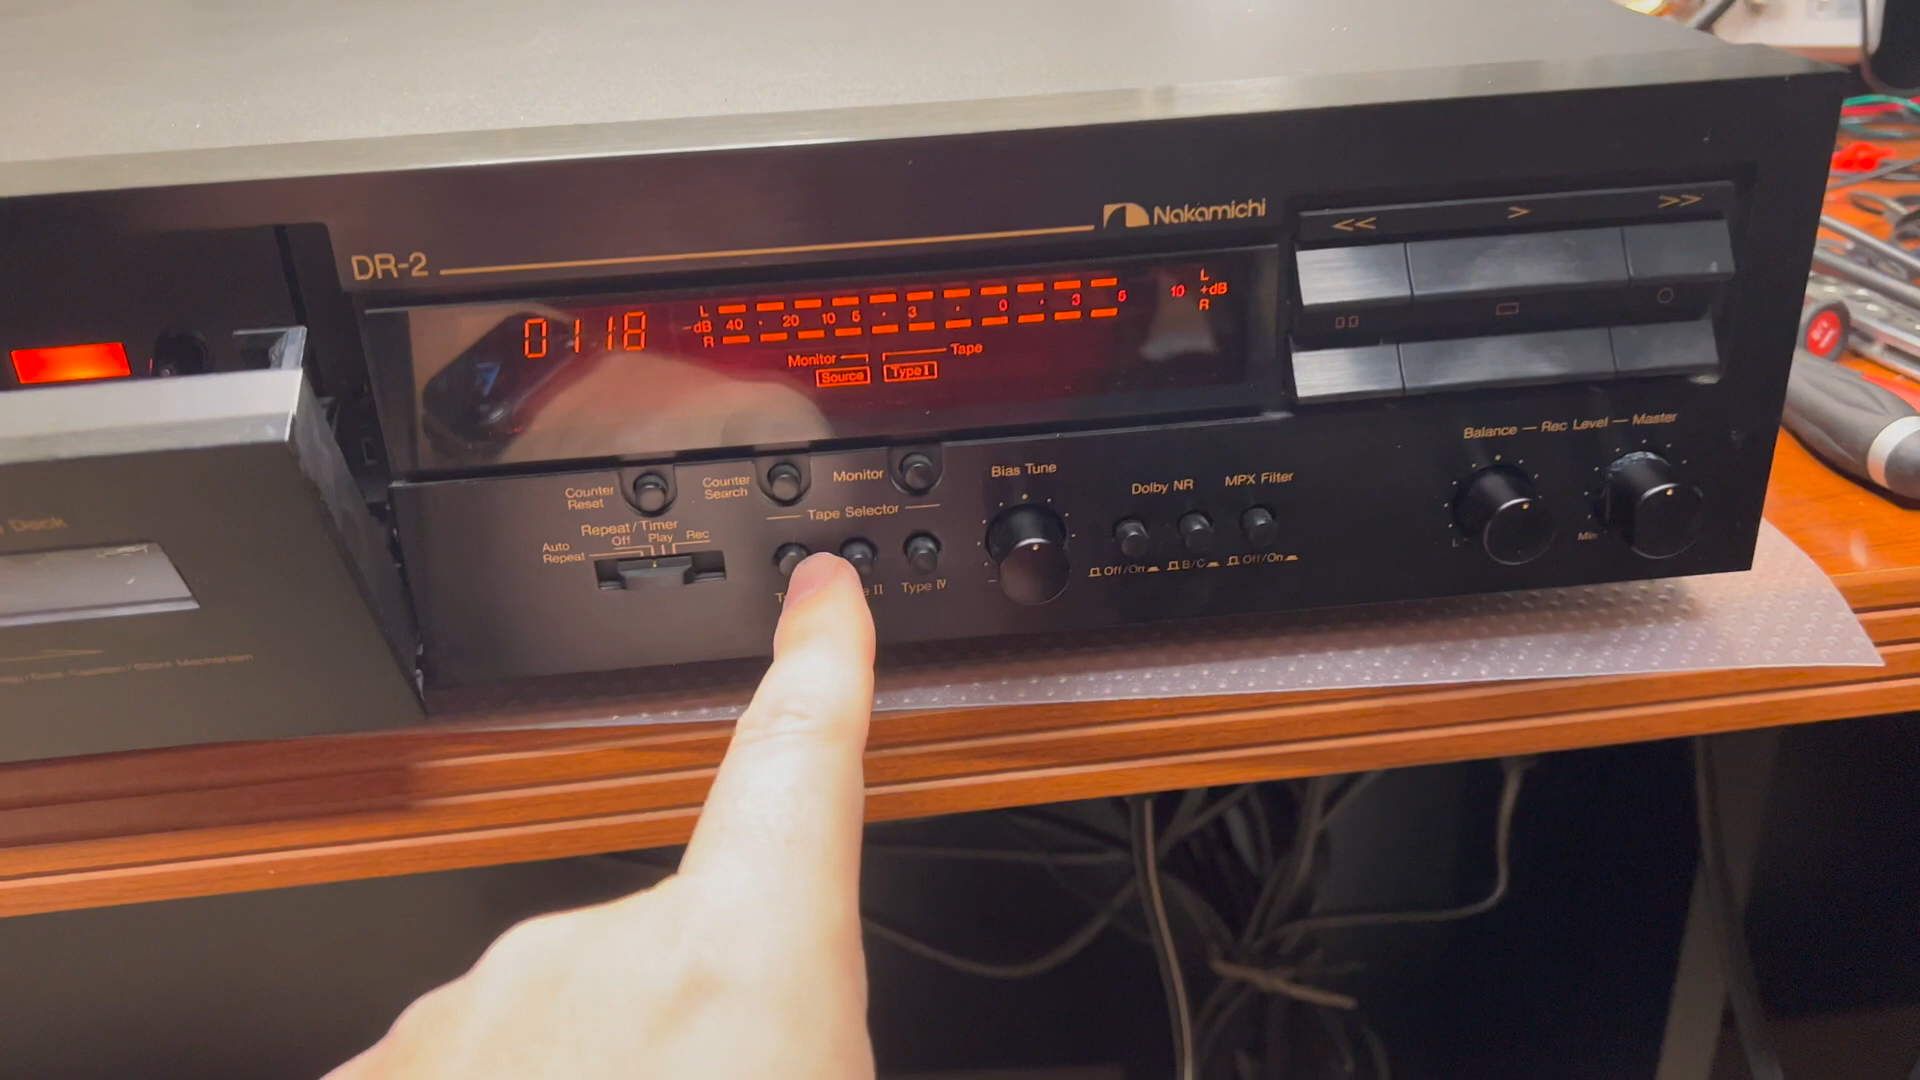 Nakamichi
DR-2
<< > >>
0118
L
-dB 40 20 10 5 3 0 3 6 10 +dB
R
L
R
Monitor Tape
Source Type I
Balance — Rec Level — Master
Counter Reset
Counter Search
Monitor
Bias Tune
Dolby NR
MPX Filter
Tape Selector
Repeat/Timer
Auto Repeat
Off Play Rec
Off/On B/C Off/On
II
Type IV
Deck